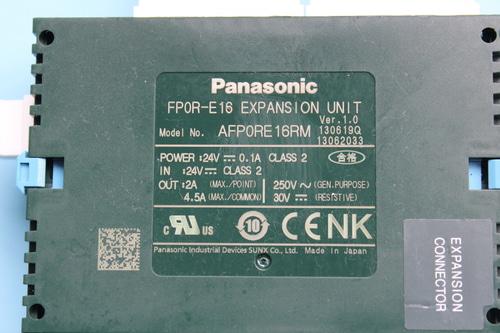 Panasonic
FP0R-E16 EXPANSION UNIT
Ver.1.0
Model No. AFP0RE16RM 130619Q
13062033
POWER:24V ⎓ 0.1A CLASS 2 合格
IN :24V ⎓ CLASS 2
OUT:2A (MAX./POINT) 250V ~ (GEN.PURPOSE)
4.5A (MAX./COMMON) 30V ⎓ (RESISTIVE)
c RU US 10 CE NK
Panasonic Industrial Devices SUNX Co., Ltd. Made in Japan
EXPANSION
CONNECTOR